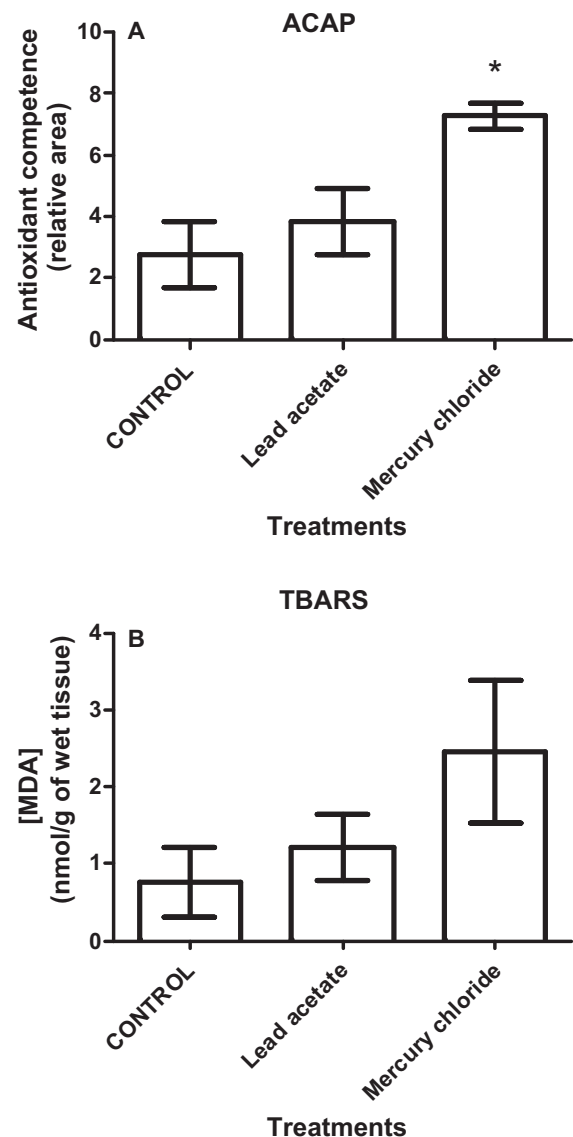 ACAP
A
Antioxidant competence
(relative area)
10
8
6
4
2
0
*
CONTROL
Lead acetate
Mercury chloride
Treatments
TBARS
B
[MDA]
(nmol/g of wet tissue)
4
3
2
1
0
CONTROL
Lead acetate
Mercury chloride
Treatments